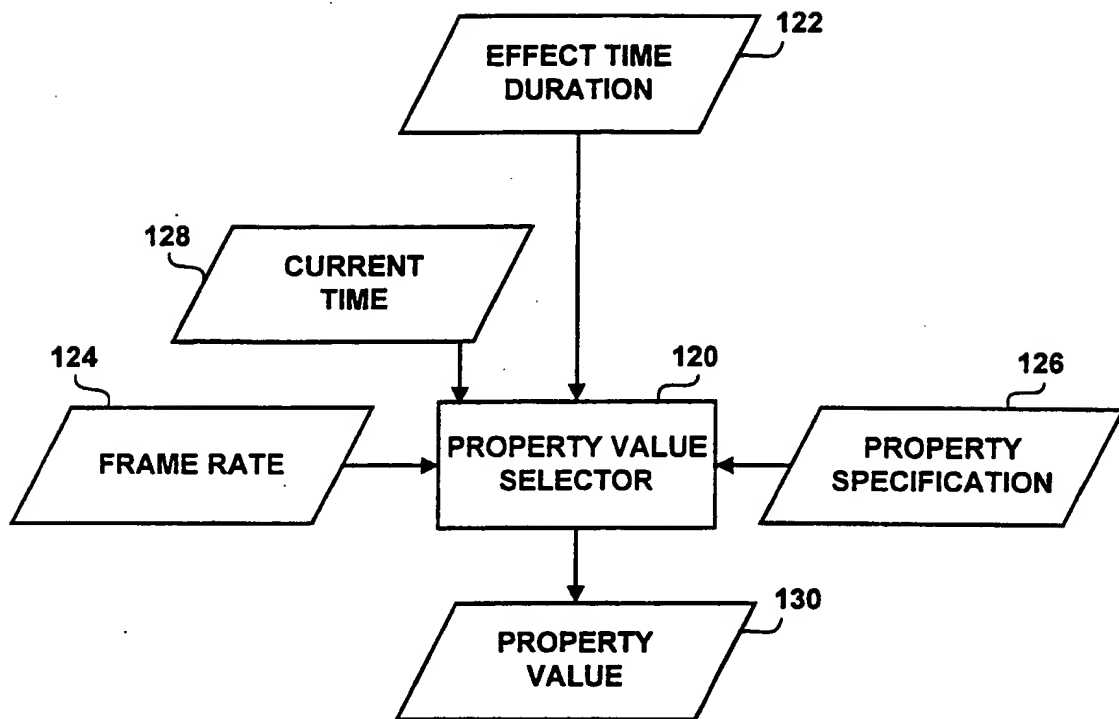 122
EFFECT TIME
DURATION
128
CURRENT
TIME
124
FRAME RATE
120
PROPERTY VALUE
SELECTOR
126
PROPERTY
SPECIFICATION
130
PROPERTY
VALUE